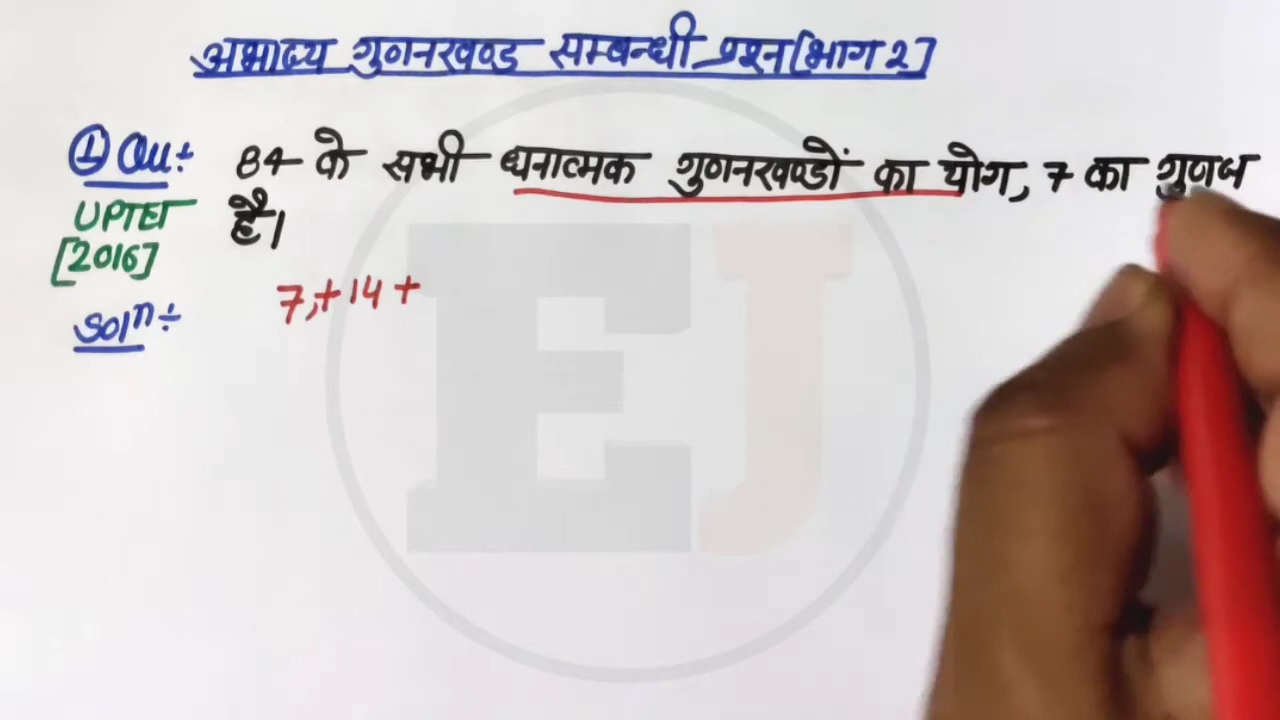 अभाज्य गुणनखण्ड सम्बन्धी प्रश्न [भाग 2]
① Qu÷ 84 के सभी धनात्मक गुणनखण्डों का योग, 7 का गुणज
UPTET है।
[2016]
7,+14+
Solⁿ÷
EJ